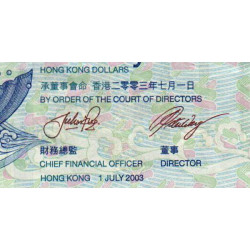 HONG KONG DOLLARS
承董事會命 香港二零零三年七月一日
BY ORDER OF THE COURT OF DIRECTORS
財務總監 董事
CHIEF FINANCIAL OFFICER DIRECTOR
HONG KONG 1 JULY 2003